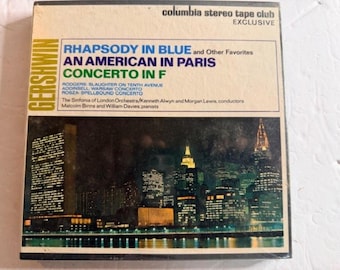 columbia stereo tape club
EXCLUSIVE
GERSHWIN
RHAPSODY IN BLUE and Other Favorites
AN AMERICAN IN PARIS
CONCERTO IN F
RODGERS: SLAUGHTER ON TENTH AVENUE
ADDINSELL: WARSAW CONCERTO
ROZSA: SPELLBOUND CONCERTO
The Sinfonia of London Orchestra/Kenneth Alwyn and Morgan Lewis, conductors
Malcolm Binns and William Davies, pianists